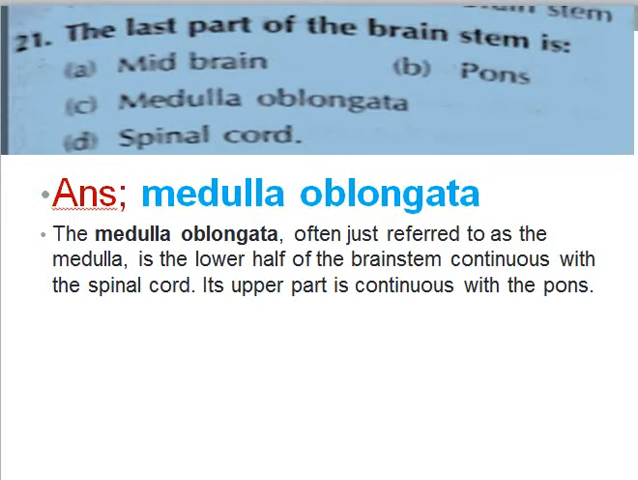 stem
21. The last part of the brain stem is:
(a) Mid brain (b) Pons
(c) Medulla oblongata
(d) Spinal cord.
•Ans; medulla oblongata
• The medulla oblongata, often just referred to as the
medulla, is the lower half of the brainstem continuous with
the spinal cord. Its upper part is continuous with the pons.